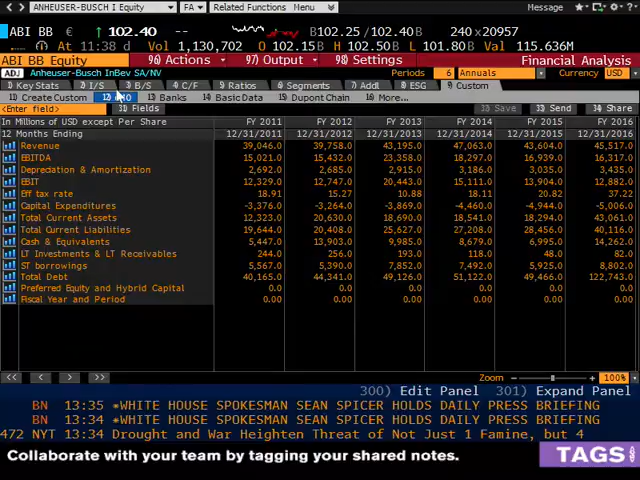 ANHEUSER-BUSCH I Equity FA Related Functions Menu Message
ABI BB ↑ 102.40 -- B102.25 / 102.40B 240 x 20957
At 11:38 d Vol 1,130,702 O 102.15B H 102.50B L 101.80B Val 115.636M
ABI BB Equity 96) Actions 97) Output 98) Settings Financial Analysis
ADJ Anheuser-Busch InBev SA/NV Periods 6 Annuals Currency USD
1) Key Stats 2) I/S 3) B/S 4) C/F 5) Ratios 6) Segments 7) Addl 8) ESG 9) Custom
11) Create Custom 13) Banks 14) Basic Data 15) Dupont Chain 16) More...
<Enter field> 31) Fields Save 33) Send 34) Share
In Millions of USD except Per Share FY 2011 FY 2012 FY 2013 FY 2014 FY 2015 FY 2016
12 Months Ending 12/31/2011 12/31/2012 12/31/2013 12/31/2014 12/31/2015 12/31/2016
Revenue 39,046.0 39,758.0 43,195.0 47,063.0 43,604.0 45,517.0
EBITDA 15,021.0 15,432.0 23,358.0 18,297.0 16,939.0 16,317.0
Depreciation & Amortization 2,692.0 2,685.0 2,915.0 3,186.0 3,035.0 3,435.0
EBIT 12,329.0 12,747.0 20,443.0 15,111.0 13,904.0 12,882.0
Eff tax rate 18.91 15.27 10.88 18.11 20.82 37.22
Capital Expenditures -3,376.0 -3,264.0 -3,869.0 -4,460.0 -4,944.0 -5,006.0
Total Current Assets 12,323.0 20,630.0 18,690.0 18,541.0 18,294.0 43,061.0
Total Current Liabilities 19,644.0 20,408.0 25,627.0 27,208.0 28,456.0 40,116.0
Cash & Equivalents 5,447.0 13,903.0 9,985.0 8,679.0 6,995.0 14,262.0
LT Investments & LT Receivables 244.0 256.0 193.0 118.0 48.0 82.0
ST borrowings 5,567.0 5,390.0 7,852.0 7,492.0 5,925.0 8,802.0
Total Debt 40,165.0 44,341.0 49,129.0 51,122.0 49,466.0 122,743.0
Preferred Equity and Hybrid Capital 0.00 0.00 0.00 0.00 0.00 0.00
Fiscal Year and Period 0.00 0.00 0.00 0.00 0.00 0.00
<< < > >> Zoom - + 100%
300) Edit Panel 301) Expand Panel
BN 13:35 *WHITE HOUSE SPOKESMAN SEAN SPICER HOLDS DAILY PRESS BRIEFING
BN 13:34 *WHITE HOUSE SPOKESMAN SEAN SPICER HOLDS DAILY PRESS BRIEFING
472 NYT 13:34 Drought and War Heighten Threat of Not Just 1 Famine, but 4
Collaborate with your team by tagging your shared notes. TAGS